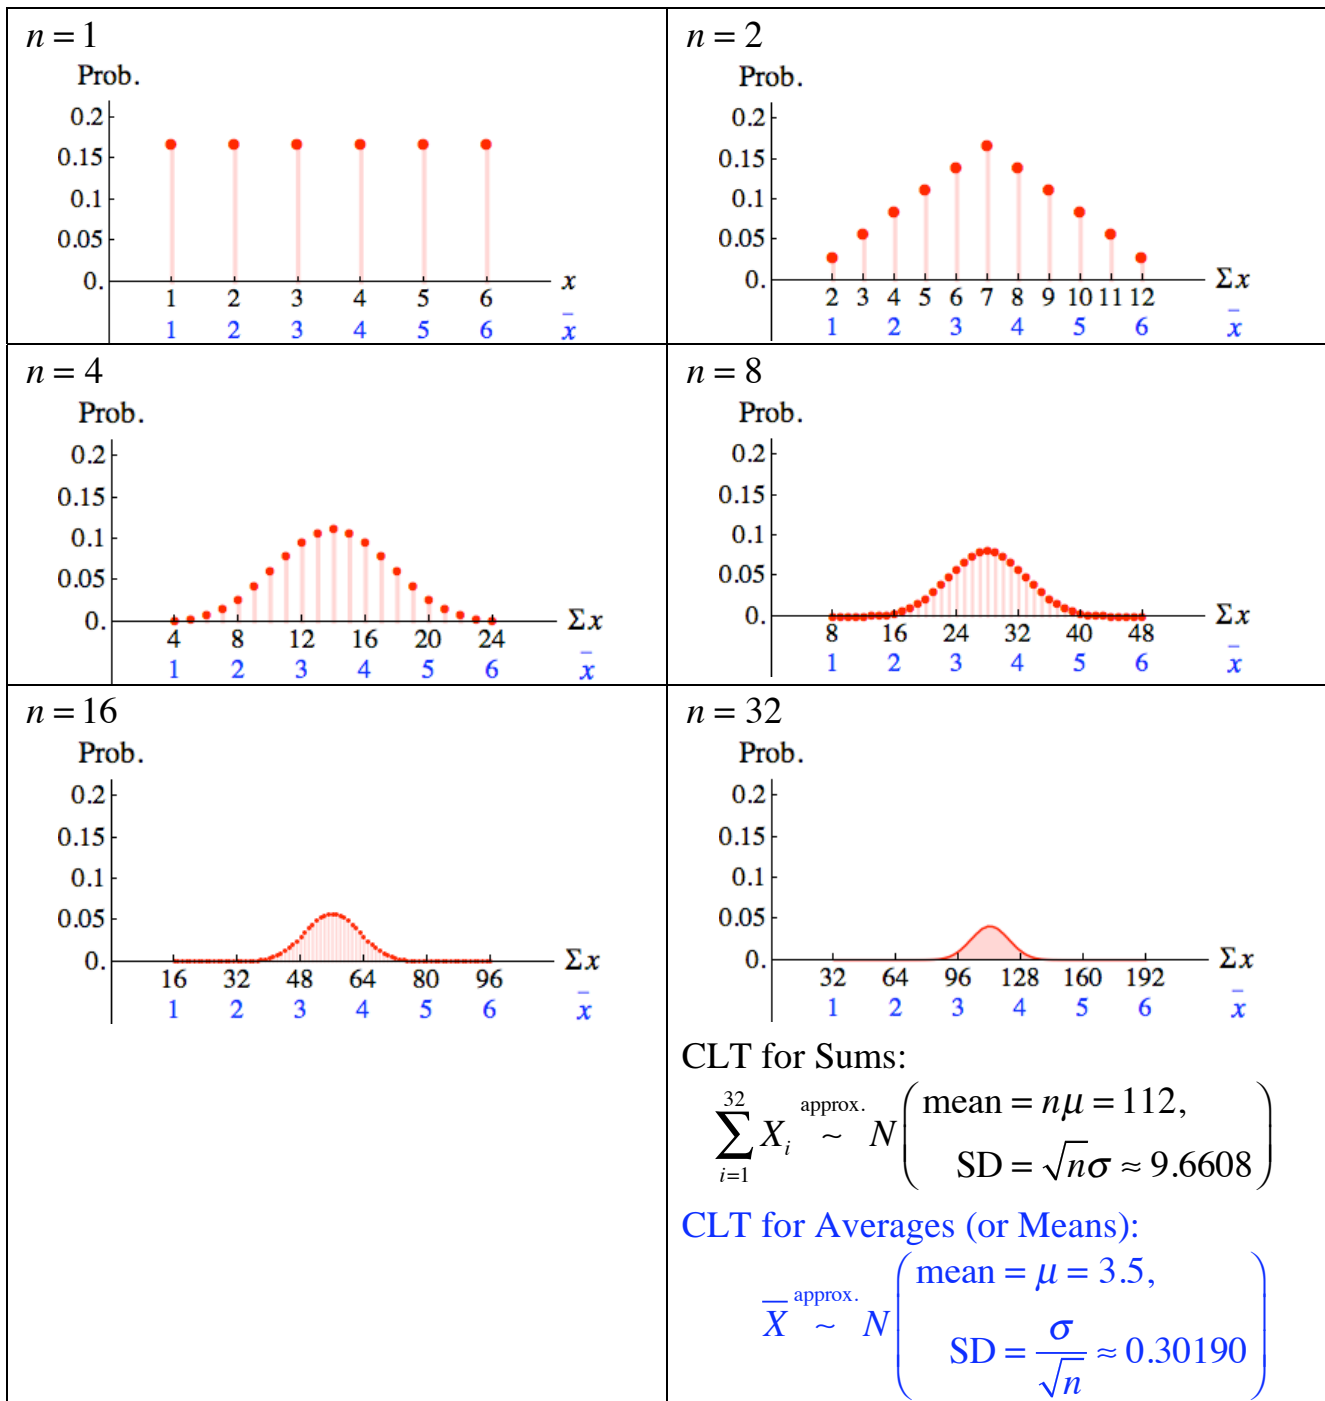 n = 1
Prob.
0.2
0.15
0.1
0.05
0.
1 2 3 4 5 6 x
1 2 3 4 5 6 x̄
n = 2
Prob.
0.2
0.15
0.1
0.05
0.
2 3 4 5 6 7 8 9 10 11 12 Σx
1 2 3 4 5 6 x̄
n = 4
Prob.
0.2
0.15
0.1
0.05
0.
4 8 12 16 20 24 Σx
1 2 3 4 5 6 x̄
n = 8
Prob.
0.2
0.15
0.1
0.05
0.
8 16 24 32 40 48 Σx
1 2 3 4 5 6 x̄
n = 16
Prob.
0.2
0.15
0.1
0.05
0.
16 32 48 64 80 96 Σx
1 2 3 4 5 6 x̄
n = 32
Prob.
0.2
0.15
0.1
0.05
0.
32 64 96 128 160 192 Σx
1 2 3 4 5 6 x̄
CLT for Sums:
32
∑ X_i approx. ~ N ( mean = nμ = 112,
i=1
SD = √n σ ≈ 9.6608 )
CLT for Averages (or Means):
X̄ approx. ~ N ( mean = μ = 3.5,
SD = σ/√n ≈ 0.30190 )